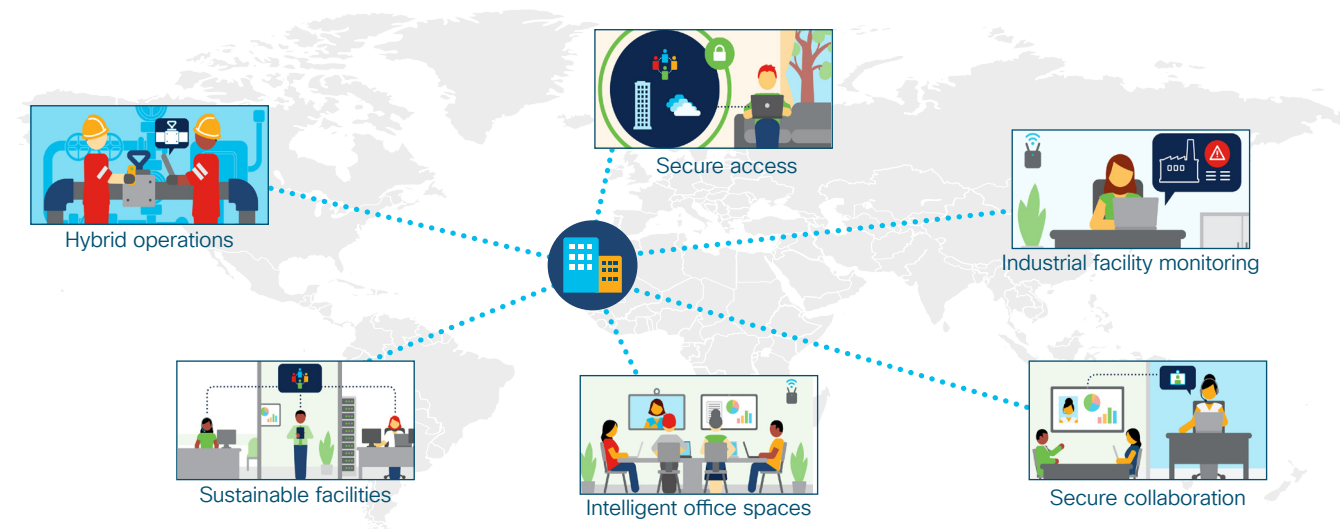 Secure access
Hybrid operations
Industrial facility monitoring
Sustainable facilities
Intelligent office spaces
Secure collaboration